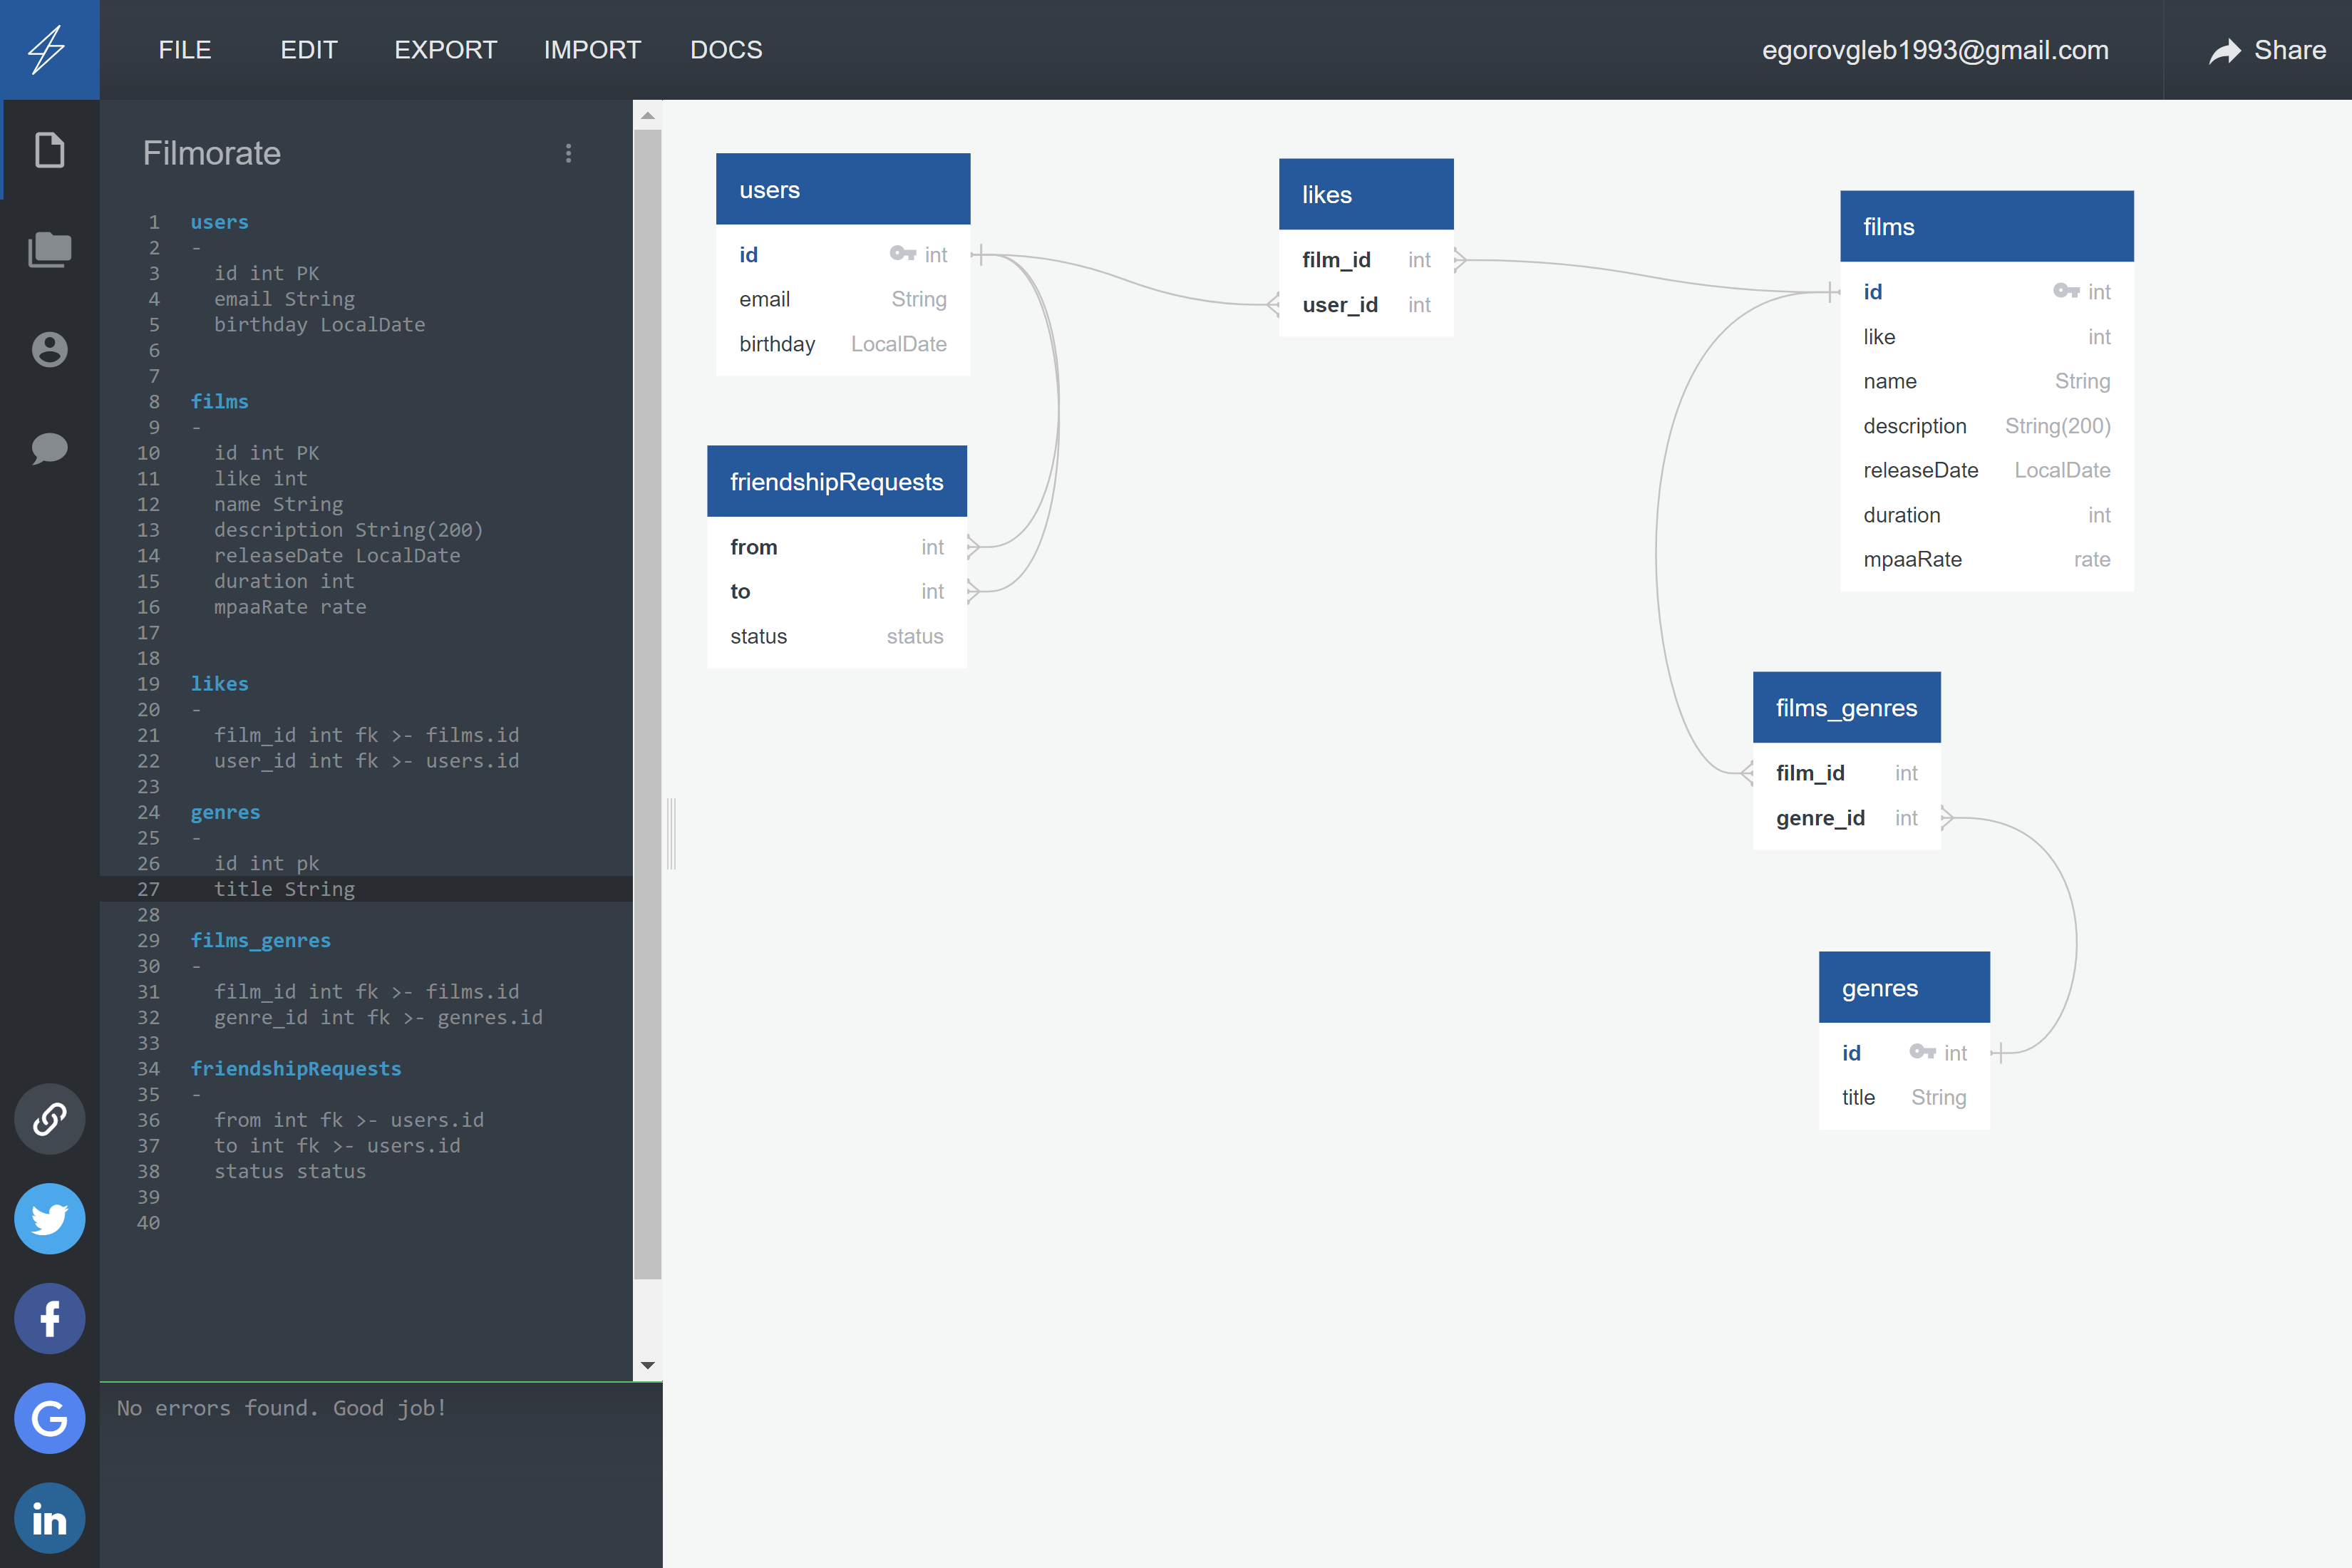 FILE EDIT EXPORT IMPORT DOCS egorovgleb1993@gmail.com Share
Filmorate
1 users
2 -
3 id int PK
4 email String
5 birthday LocalDate
6
7
8 films
9 -
10 id int PK
11 like int
12 name String
13 description String(200)
14 releaseDate LocalDate
15 duration int
16 mpaaRate rate
17
18
19 likes
20 -
21 film_id int fk >- films.id
22 user_id int fk >- users.id
23
24 genres
25 -
26 id int pk
27 title String
28
29 films_genres
30 -
31 film_id int fk >- films.id
32 genre_id int fk >- genres.id
33
34 friendshipRequests
35 -
36 from int fk >- users.id
37 to int fk >- users.id
38 status status
39
40
No errors found. Good job!
users
id int
email String
birthday LocalDate
friendshipRequests
from int
to int
status status
likes
film_id int
user_id int
films
id int
like int
name String
description String(200)
releaseDate LocalDate
duration int
mpaaRate rate
films_genres
film_id int
genre_id int
genres
id int
title String